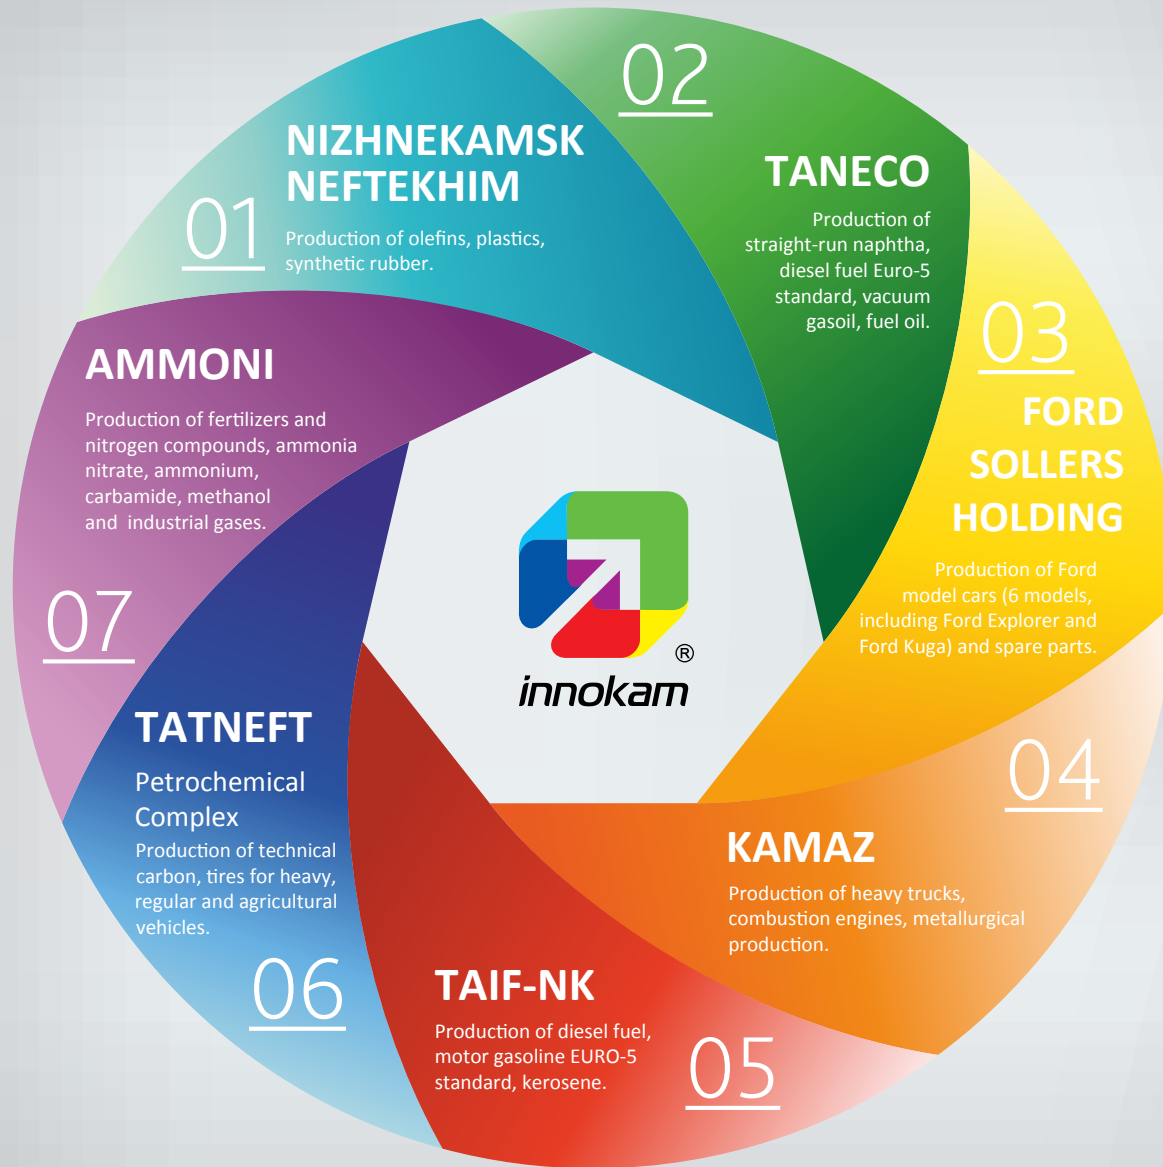 01
NIZHNEKAMSK
NEFTEKHIM
Production of olefins, plastics,
synthetic rubber.
02
TANECO
Production of
straight-run naphtha,
diesel fuel Euro-5
standard, vacuum
gasoil, fuel oil.
03
FORD
SOLLERS
HOLDING
Production of Ford
model cars (6 models,
including Ford Explorer and
Ford Kuga) and spare parts.
04
KAMAZ
Production of heavy trucks,
combustion engines, metallurgical
production.
05
TAIF-NK
Production of diesel fuel,
motor gasoline EURO-5
standard, kerosene.
06
TATNEFT
Petrochemical
Complex
Production of technical
carbon, tires for heavy,
regular and agricultural
vehicles.
07
AMMONI
Production of fertilizers and
nitrogen compounds, ammonia
nitrate, ammonium,
carbamide, methanol
and industrial gases.
®
innokam